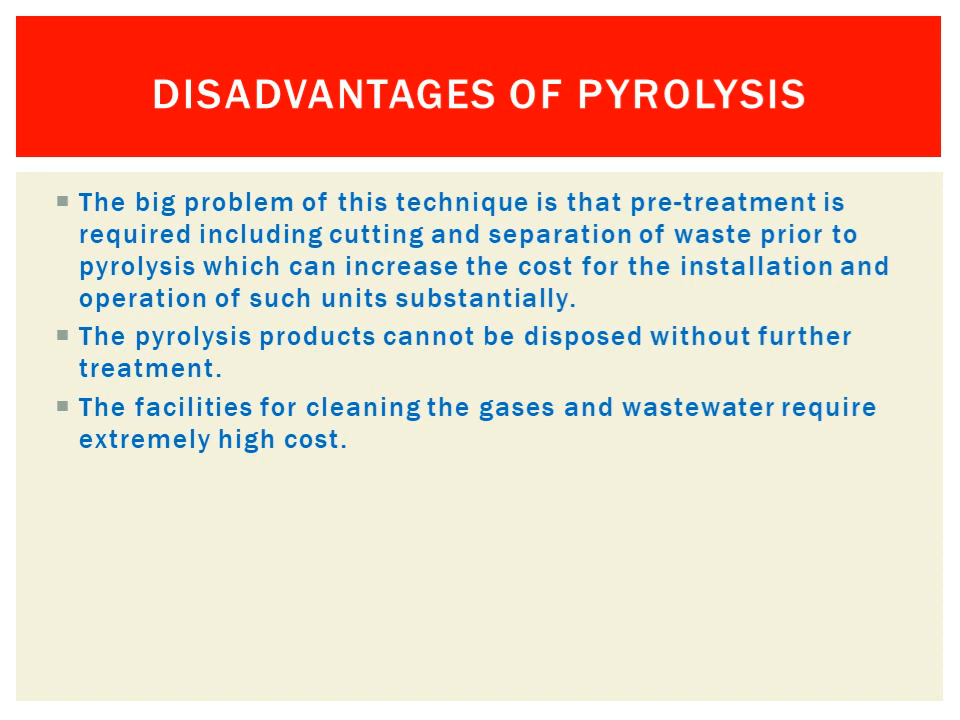 DISADVANTAGES OF PYROLYSIS
The big problem of this technique is that pre-treatment is
required including cutting and separation of waste prior to
pyrolysis which can increase the cost for the installation and
operation of such units substantially.
The pyrolysis products cannot be disposed without further
treatment.
The facilities for cleaning the gases and wastewater require
extremely high cost.